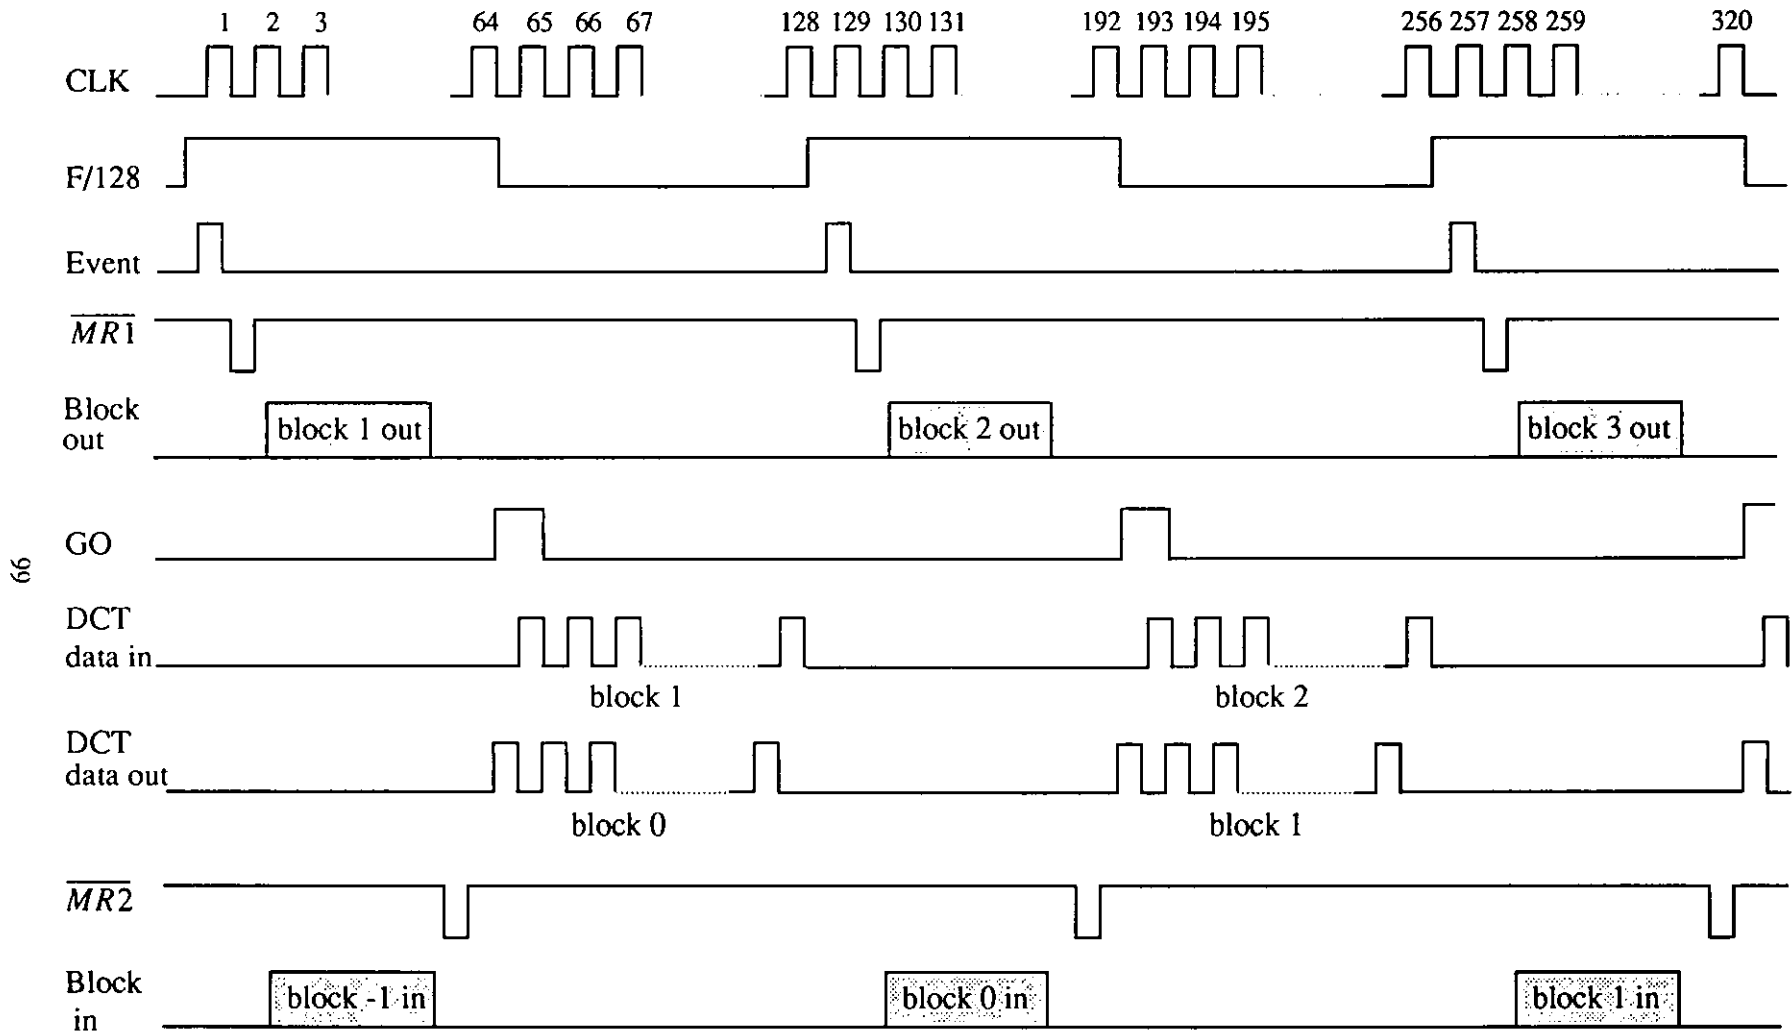 1 2 3 64 65 66 67 128 129 130 131 192 193 194 195 256 257 258 259 320
CLK
F/128
Event
MR1
Block
out
block 1 out
block 2 out
block 3 out
GO
66
DCT
data in
block 1
block 2
DCT
data out
block 0
block 1
MR2
Block
in
block -1 in
block 0 in
block 1 in